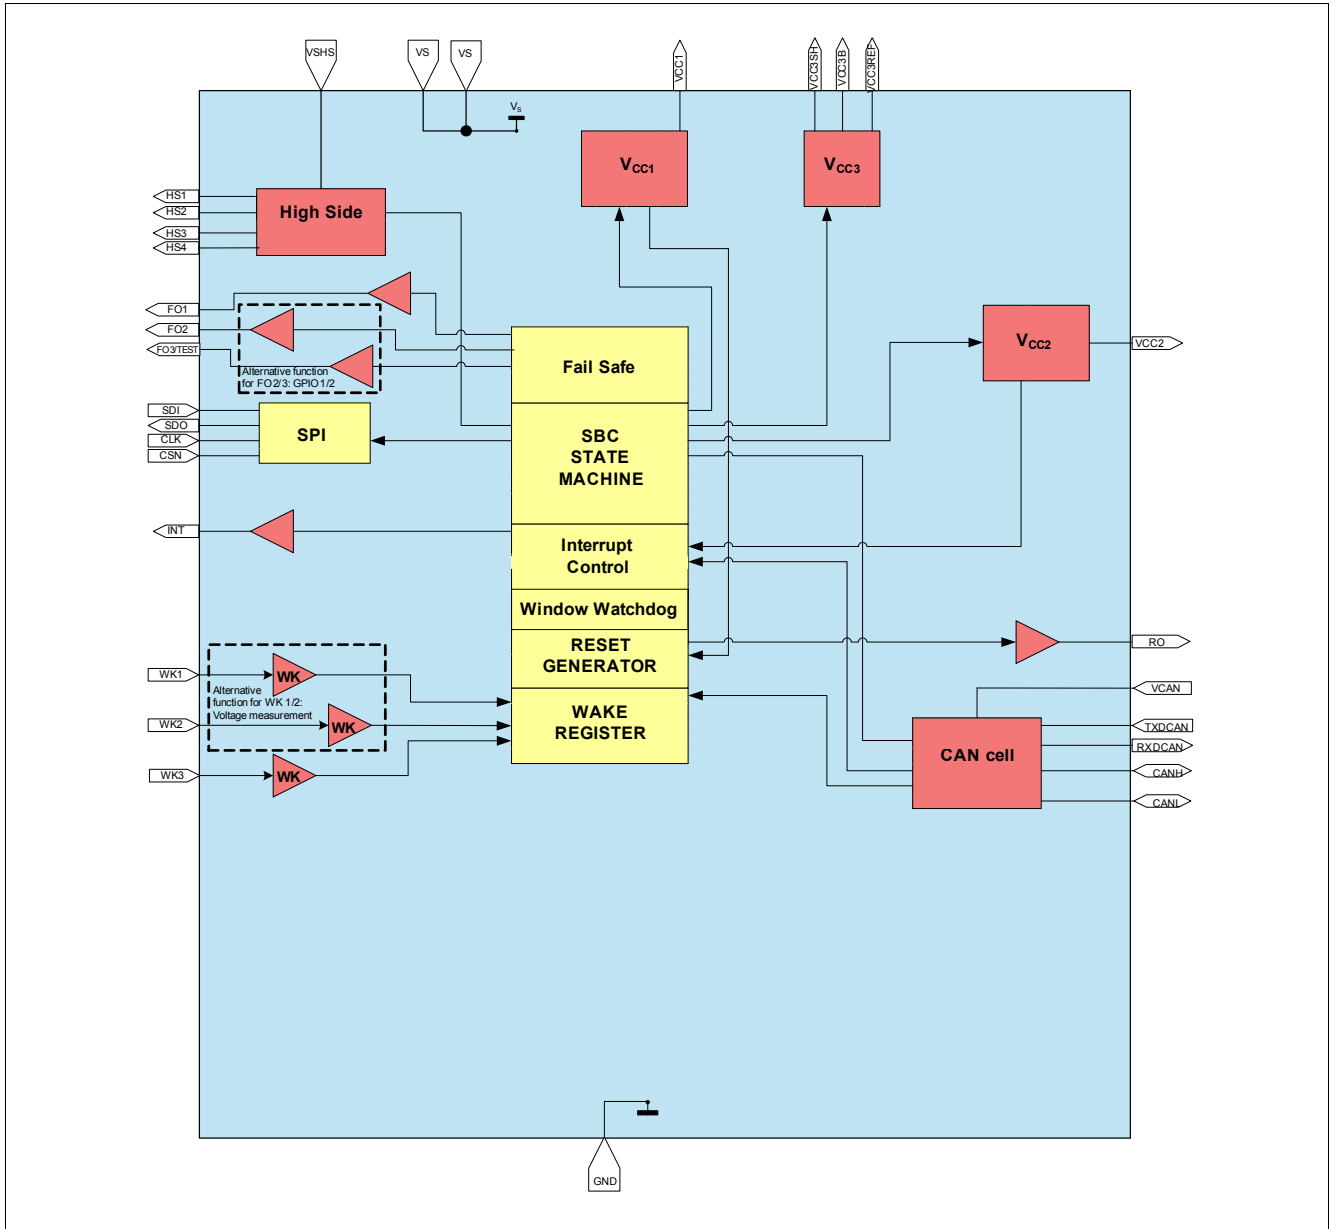 VSHS
VS
VS
VCC1
VCC3SH
VCC3B
VCC3REF
VS
VCC1
VCC3
HS1
HS2
HS3
HS4
High Side
FO1
FO2
FO3/TEST
Alternative function
for FO2/3: GPIO1/2
Fail Safe
VCC2
VCC2
SDI
SDO
CLK
CSN
SPI
SBC
STATE
MACHINE
INT
Interrupt
Control
Window Watchdog
RESET
GENERATOR
RO
WK1
WK
Alternative
function for WK 1/2:
Voltage measurement
WK2
WK
WK3
WK
WAKE
REGISTER
VCAN
TXDCAN
RXDCAN
CANH
CANL
CAN cell
GND